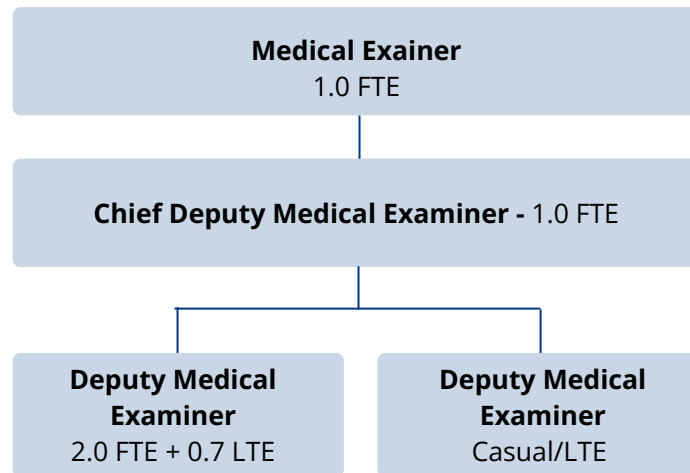 Medical Exainer
1.0 FTE
Chief Deputy Medical Examiner - 1.0 FTE
Deputy Medical
Examiner
2.0 FTE + 0.7 LTE
Deputy Medical
Examiner
Casual/LTE